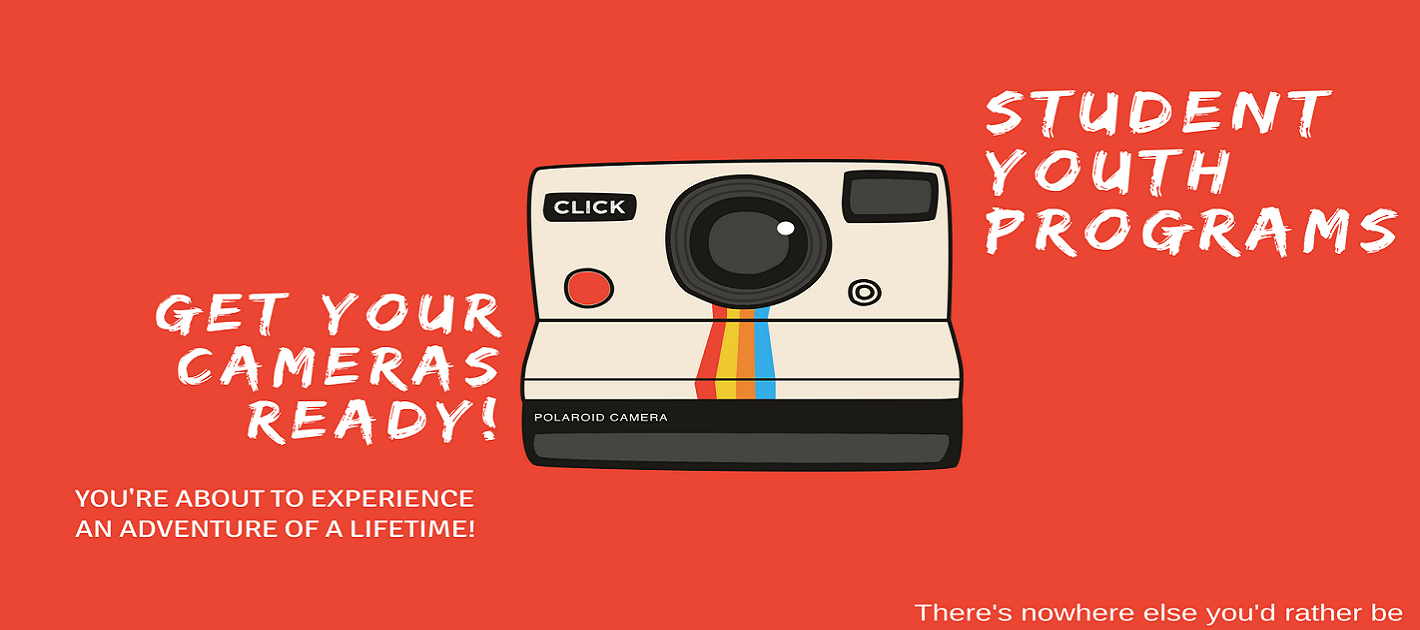 STUDENT
YOUTH
PROGRAMS
CLICK
GET YOUR
CAMERAS
READY!
POLAROID CAMERA
YOU'RE ABOUT TO EXPERIENCE
AN ADVENTURE OF A LIFETIME!
There's nowhere else you'd rather be